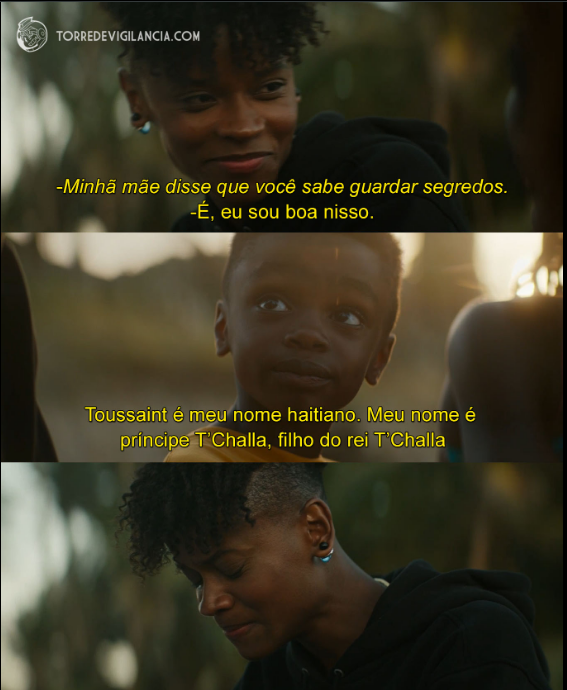 TORREDEVIGILANCIA.COM
-Minhã mãe disse que você sabe guardar segredos.
-É, eu sou boa nisso.
Toussaint é meu nome haitiano. Meu nome é
príncipe T'Challa, filho do rei T'Challa